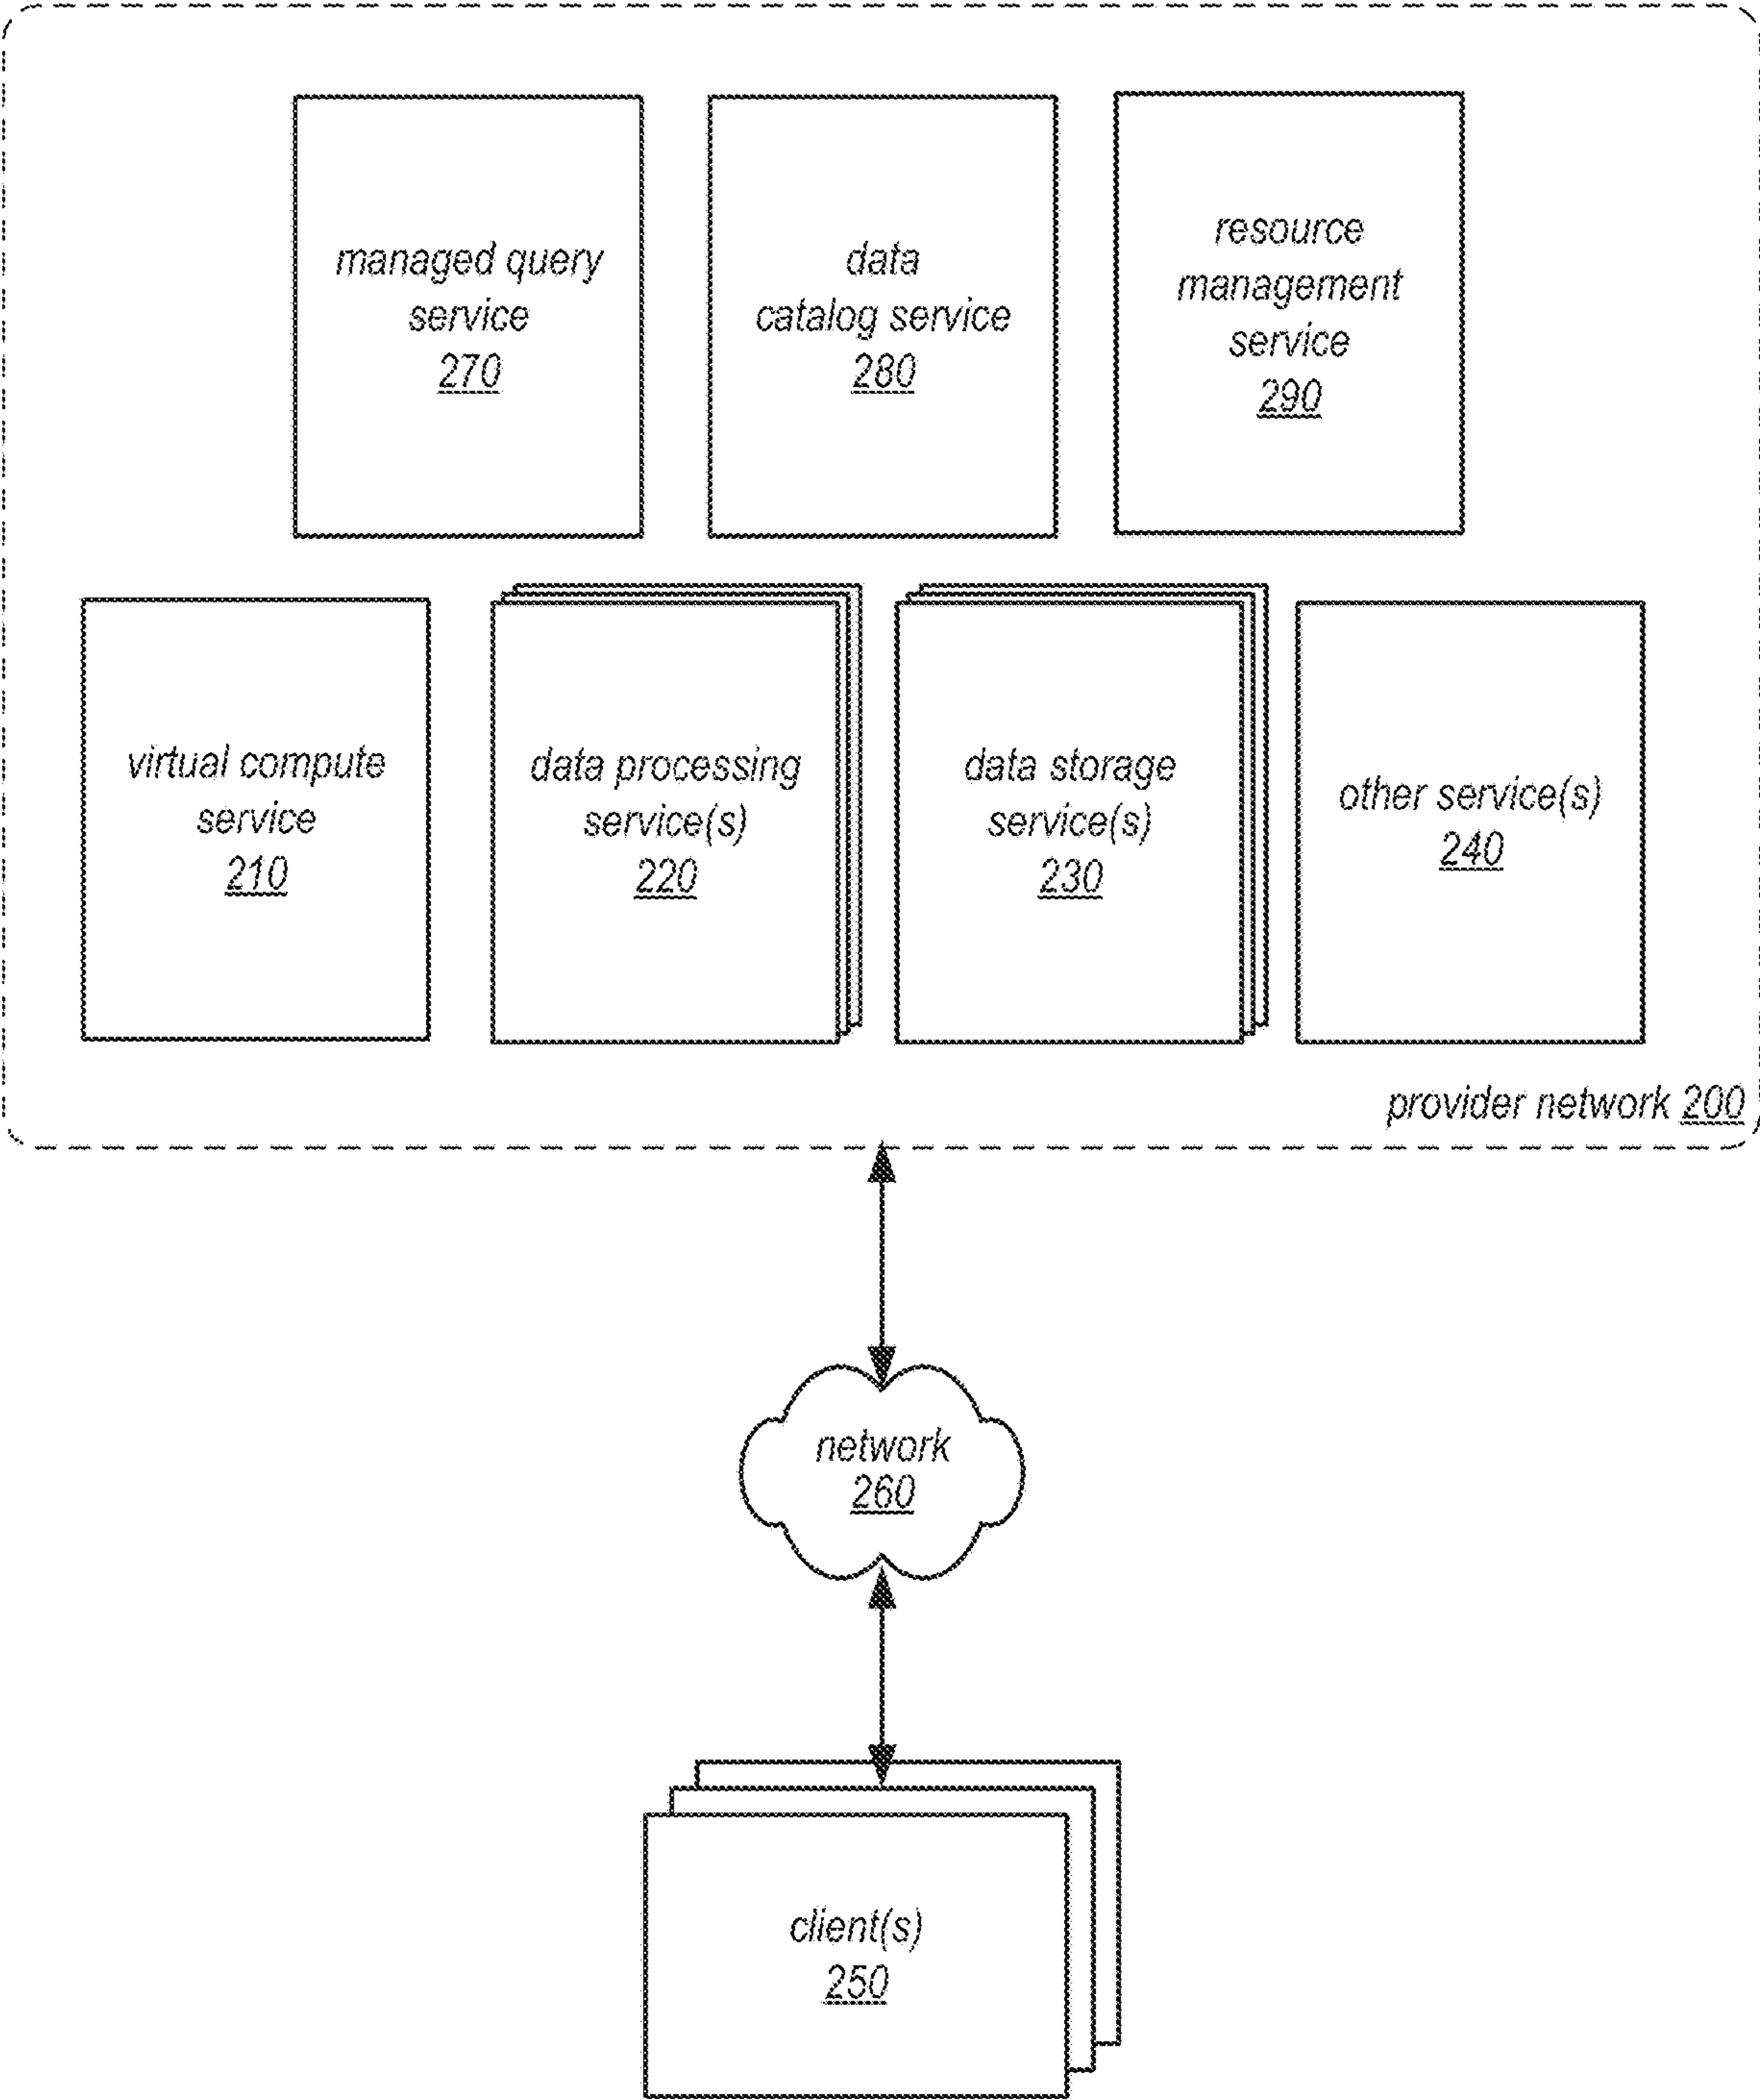 managed query
service
270
data
catalog service
280
resource
management
service
290
virtual compute
service
210
data processing
service(s)
220
data storage
service(s)
230
other service(s)
240
provider network 200
network
260
client(s)
250